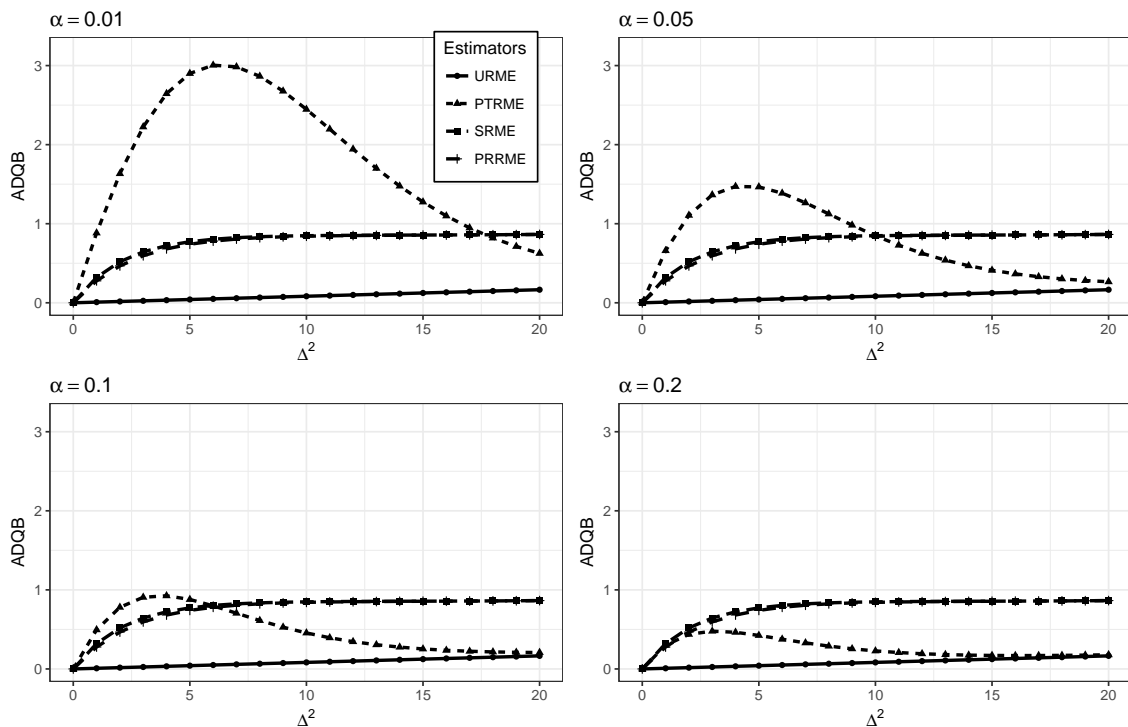 α = 0.01
3
2
1
0
ADQB
0 5 10 15 20
Δ²
Estimators
URME
PTRME
SRME
PRRME
α = 0.05
3
2
1
0
ADQB
0 5 10 15 20
Δ²
α = 0.1
3
2
1
0
ADQB
0 5 10 15 20
Δ²
α = 0.2
3
2
1
0
ADQB
0 5 10 15 20
Δ²